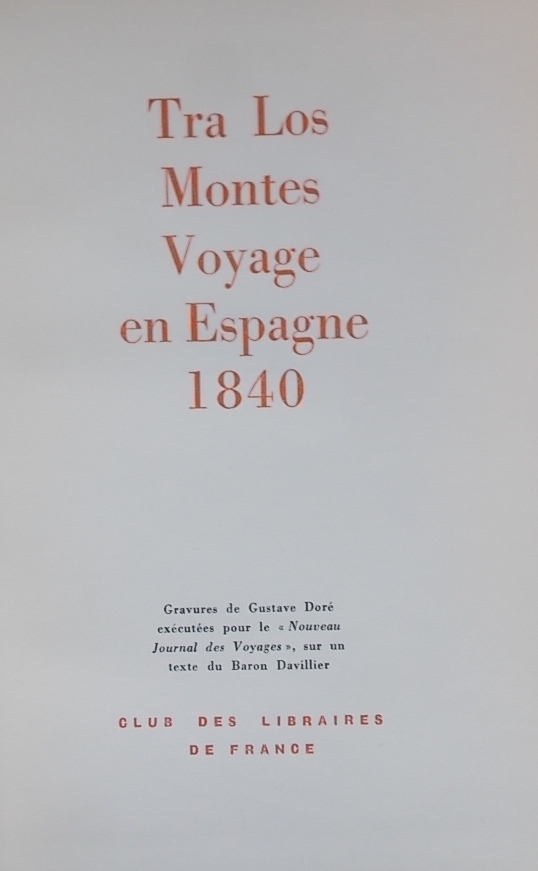 Tra Los
Montes
Voyage
en Espagne
1840
Gravures de Gustave Doré
exécutées pour le « Nouveau
Journal des Voyages », sur un
texte du Baron Davillier
CLUB DES LIBRAIRES
DE FRANCE